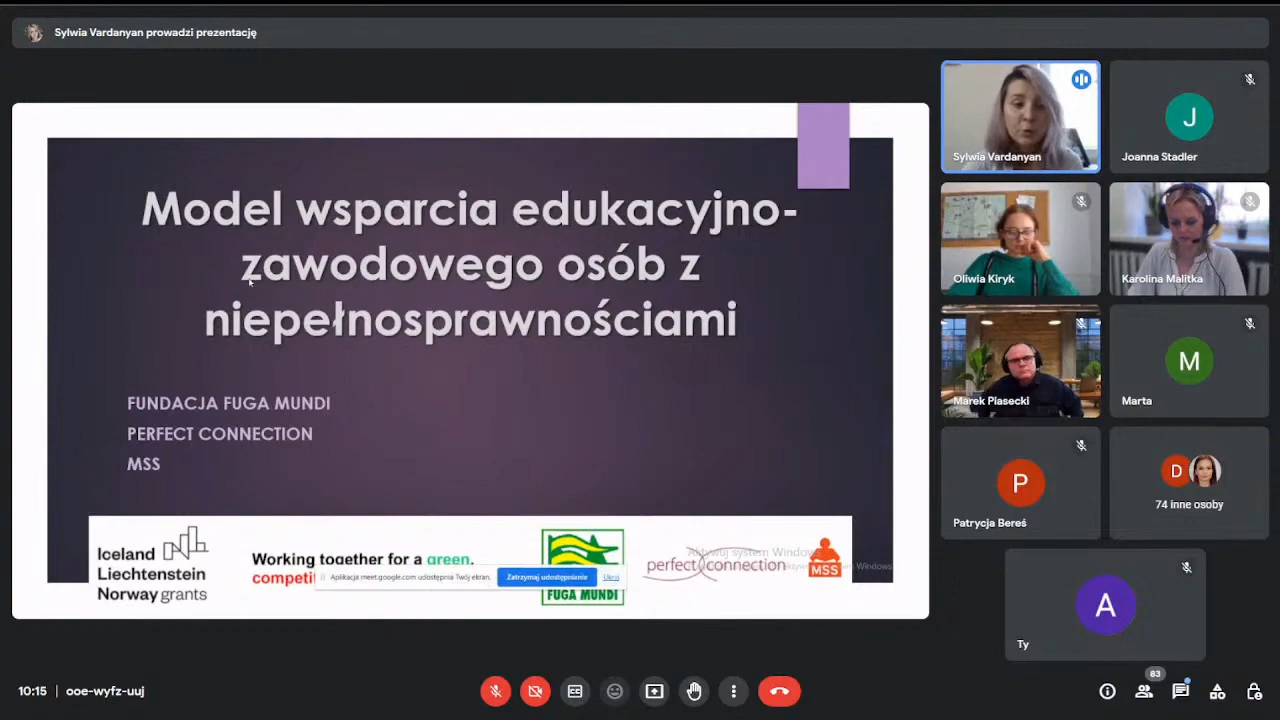 Sylwia Vardanyan prowadzi prezentację
Model wsparcia edukacyjno-
zawodowego osób z
niepełnosprawnościami
FUNDACJA FUGA MUNDI
PERFECT CONNECTION
MSS
Iceland
Liechtenstein
Norway grants
Working together for a green,
competi
Aplikacja meet.google.com udostępnia Twój ekran.
Zatrzymaj udostępnianie
Ukryj
FUGA MUNDI
perfect connection
MSS
Aktywuj system Windows
Windows
Sylwia Vardanyan
J
Joanna Stadler
Oliwia Kiryk
Karolina Malitka
Marek Piasecki
M
Marta
P
Patrycja Bereś
D
74 inne osoby
A
Ty
10:15 | ooe-wyfz-uuj
83